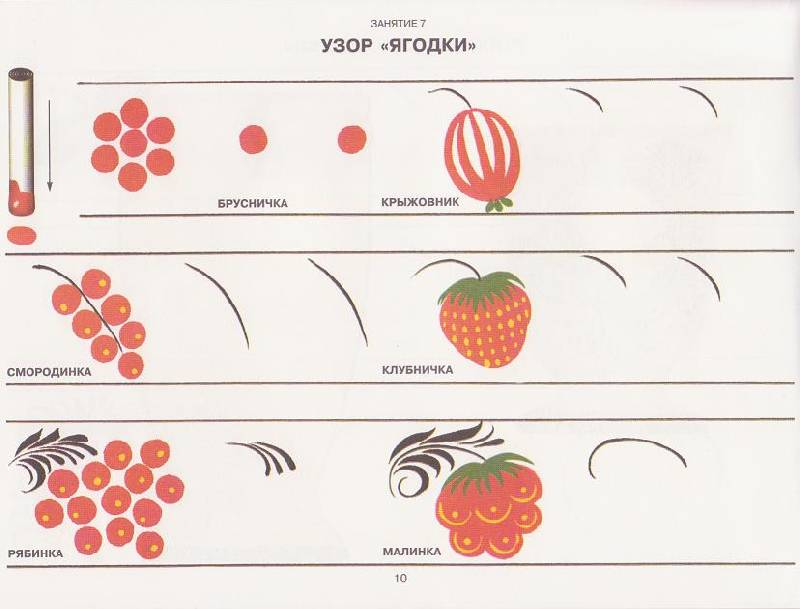 ЗАНЯТИЕ 7
УЗОР «ЯГОДКИ»
БРУСНИЧКА
КРЫЖОВНИК
СМОРОДИНКА
КЛУБНИЧКА
РЯБИНКА
МАЛИНКА
10